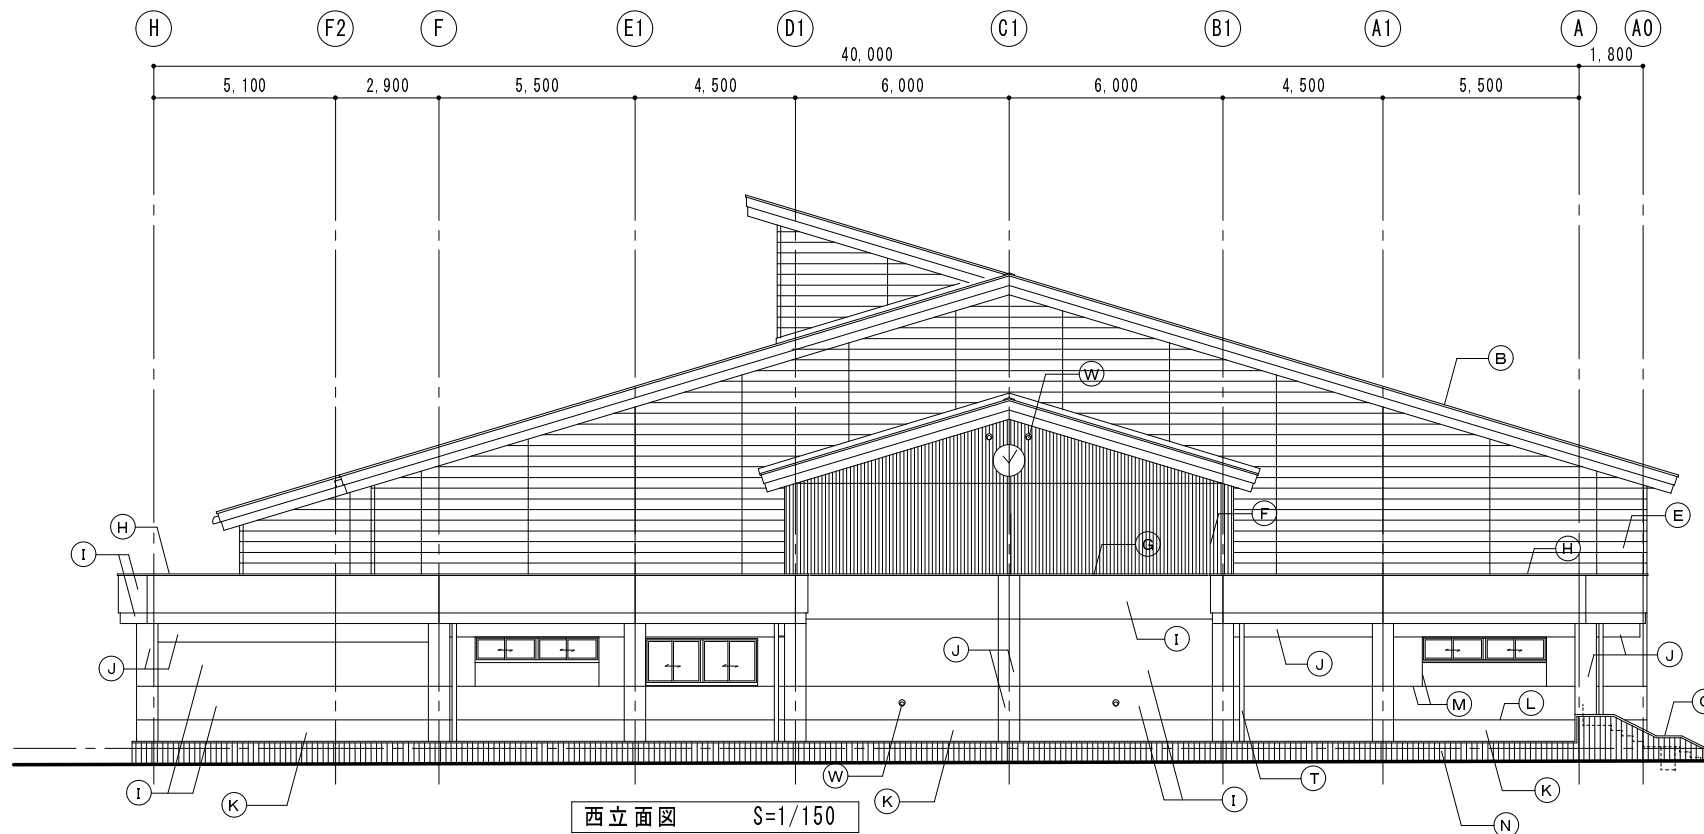 H F2 F E1 D1 C1 B1 A1 A A0
40,000 1,800
5,100 2,900 5,500 4,500 6,000 6,000 4,500 5,500
B
W
F
E
H
G
H
I
I
J
J
J
J
M
L
W
T
I
K
K
I
K
N
西立面図 S=1/150